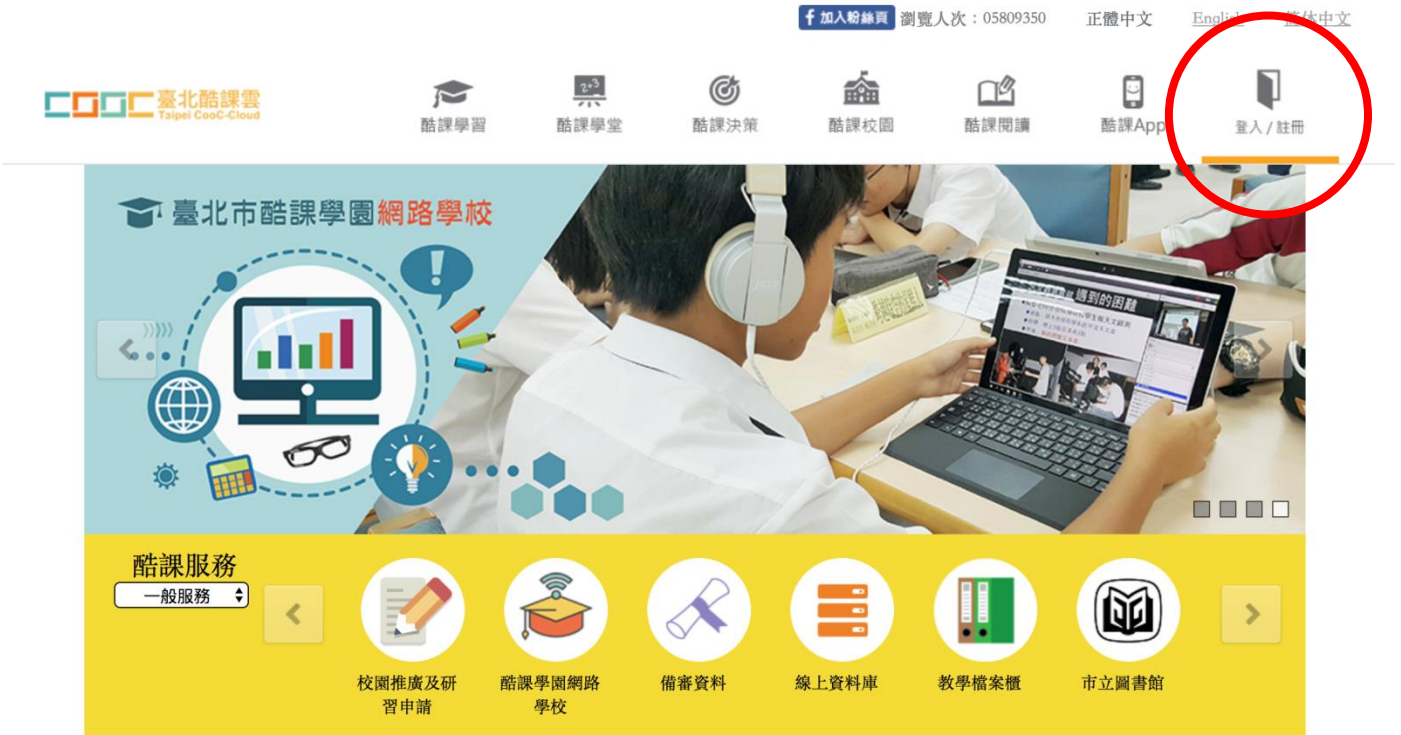 加入粉絲頁 瀏覽人次：05809350 正體中文 English 简体中文
臺北酷課雲
Taipei CooC-Cloud
酷課學習 酷課學堂 酷課決策 酷課校園 酷課閱讀 酷課App 登入 / 註冊
臺北市酷課學園網路學校
遇到的困難
酷課服務
一般服務
校園推廣及研習申請
酷課學園網路學校
備審資料
線上資料庫
教學檔案櫃
市立圖書館